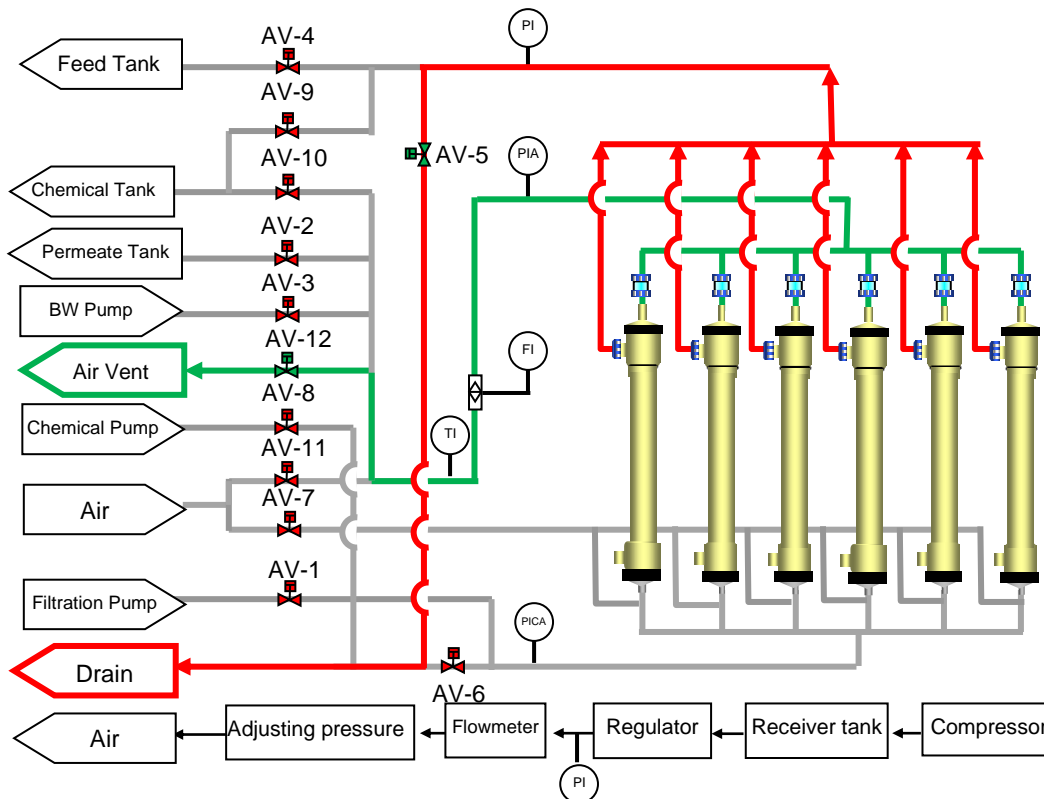 AV-4
PI
Feed Tank
AV-9
AV-10
AV-5
PIA
Chemical Tank
AV-2
Permeate Tank
AV-3
BW Pump
AV-12
Air Vent
FI
AV-8
Chemical Pump
TI
AV-11
AV-7
Air
AV-1
Filtration Pump
PICA
Drain
AV-6
Air
Adjusting pressure
Flowmeter
Regulator
Receiver tank
Compressor
PI